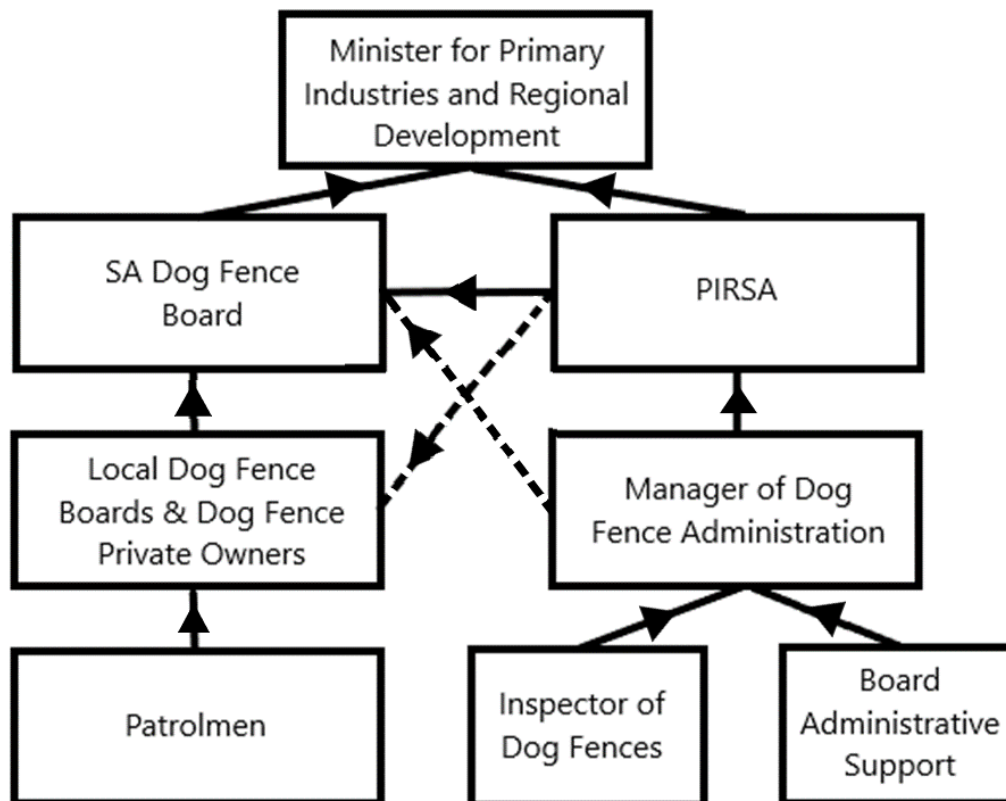 Minister for Primary
Industries and Regional
Development
SA Dog Fence
Board
PIRSA
Local Dog Fence
Boards & Dog Fence
Private Owners
Manager of Dog
Fence Administration
Patrolmen
Inspector of
Dog Fences
Board
Administrative
Support